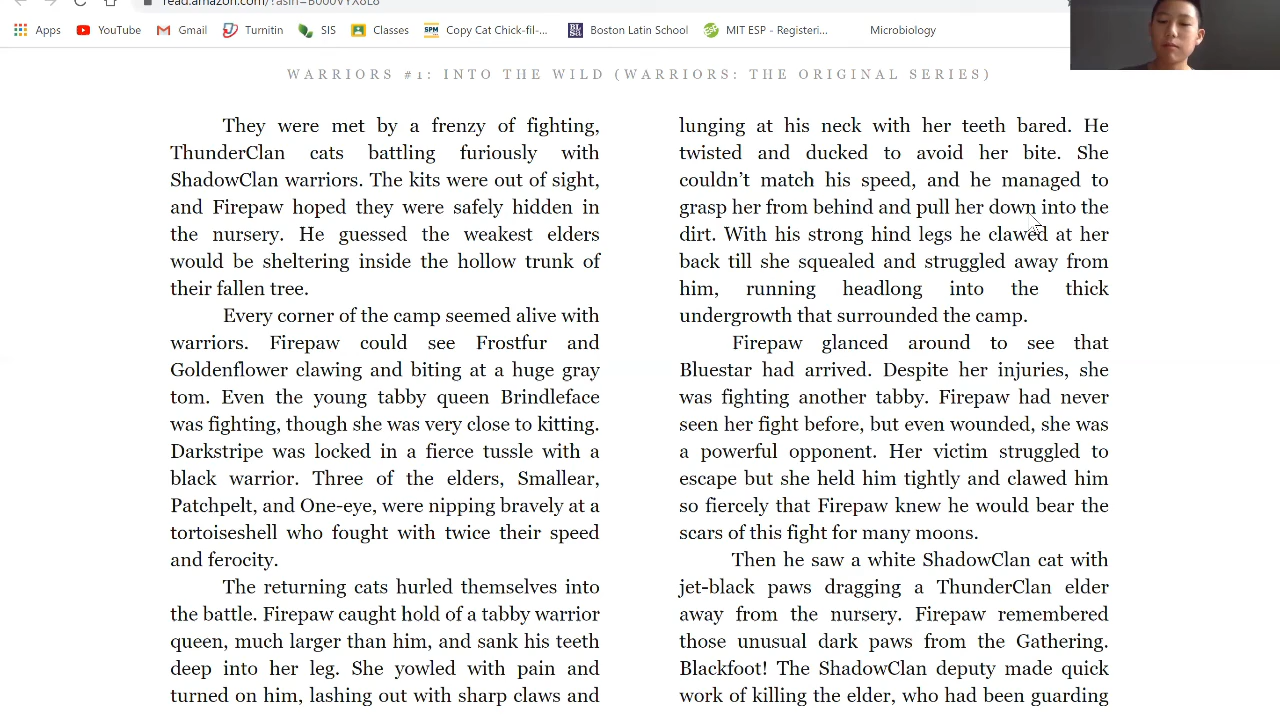 read.amazon.com/?asin=B000VYX8L8
Apps YouTube Gmail Turnitin SIS Classes Copy Cat Chick-fil-... Boston Latin School MIT ESP - Registeri... Microbiology
WARRIORS #1: INTO THE WILD (WARRIORS: THE ORIGINAL SERIES)
They were met by a frenzy of fighting,
ThunderClan cats battling furiously with
ShadowClan warriors. The kits were out of sight,
and Firepaw hoped they were safely hidden in
the nursery. He guessed the weakest elders
would be sheltering inside the hollow trunk of
their fallen tree.
Every corner of the camp seemed alive with
warriors. Firepaw could see Frostfur and
Goldenflower clawing and biting at a huge gray
tom. Even the young tabby queen Brindleface
was fighting, though she was very close to kitting.
Darkstripe was locked in a fierce tussle with a
black warrior. Three of the elders, Smallear,
Patchpelt, and One-eye, were nipping bravely at a
tortoiseshell who fought with twice their speed
and ferocity.
The returning cats hurled themselves into
the battle. Firepaw caught hold of a tabby warrior
queen, much larger than him, and sank his teeth
deep into her leg. She yowled with pain and
turned on him, lashing out with sharp claws and
lunging at his neck with her teeth bared. He
twisted and ducked to avoid her bite. She
couldn't match his speed, and he managed to
grasp her from behind and pull her down into the
dirt. With his strong hind legs he clawed at her
back till she squealed and struggled away from
him, running headlong into the thick
undergrowth that surrounded the camp.
Firepaw glanced around to see that
Bluestar had arrived. Despite her injuries, she
was fighting another tabby. Firepaw had never
seen her fight before, but even wounded, she was
a powerful opponent. Her victim struggled to
escape but she held him tightly and clawed him
so fiercely that Firepaw knew he would bear the
scars of this fight for many moons.
Then he saw a white ShadowClan cat with
jet-black paws dragging a ThunderClan elder
away from the nursery. Firepaw remembered
those unusual dark paws from the Gathering.
Blackfoot! The ShadowClan deputy made quick
work of killing the elder, who had been guarding